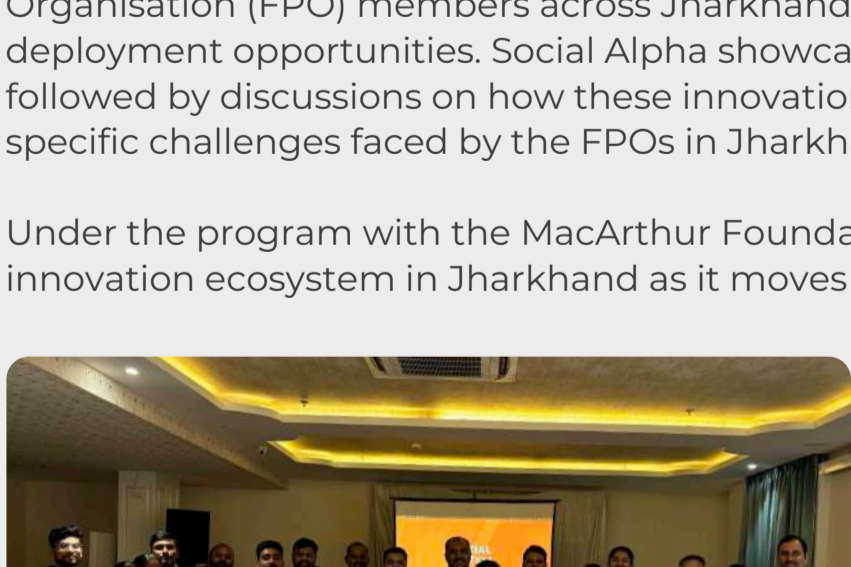 Organisation (FPO) members across Jharkhand
deployment opportunities. Social Alpha showca
followed by discussions on how these innovatio
specific challenges faced by the FPOs in Jharkh
Under the program with the MacArthur Founda
innovation ecosystem in Jharkhand as it moves